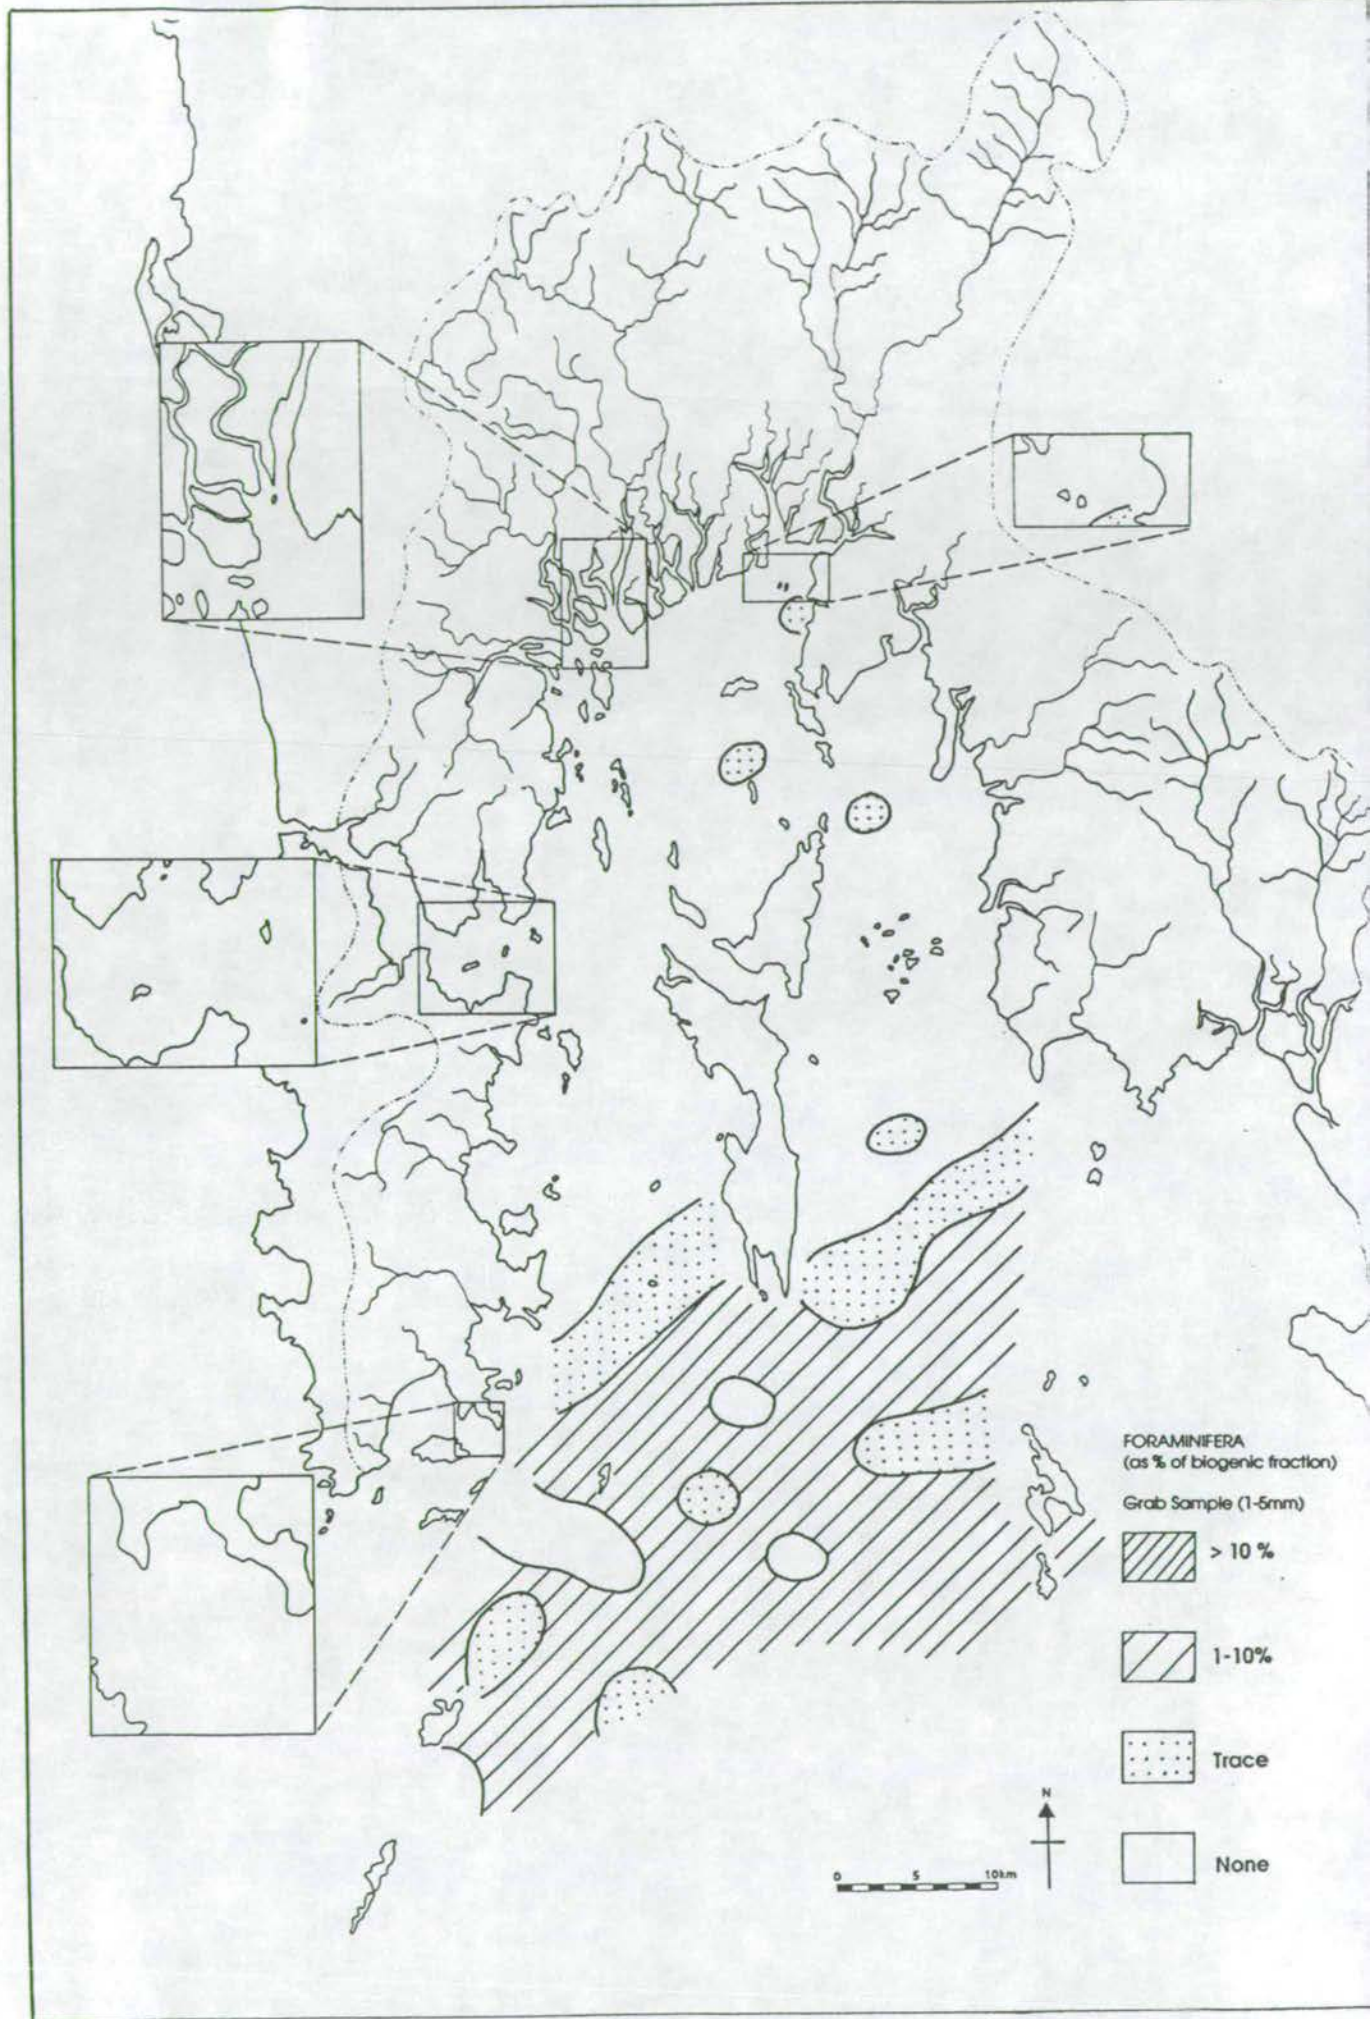 FORAMINIFERA
(as % of biogenic fraction)
Grab Sample (1-5mm)
> 10 %
1-10%
Trace
None
N
0 5 10km